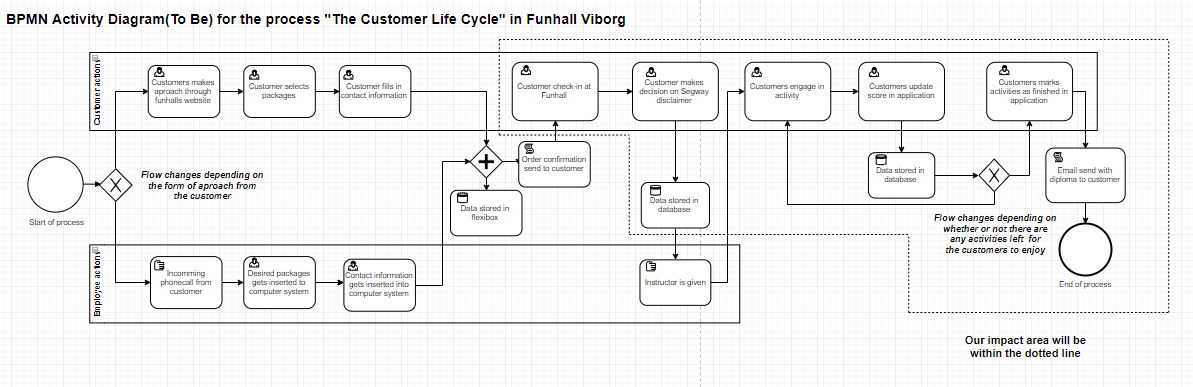 BPMN Activity Diagram(To Be) for the process "The Customer Life Cycle" in Funhall Viborg
Customer actions
Customers makes
aproach through
funhalls website
Customer selects
packages
Customer fills in
contact information
Customer check-in at
Funhall
Customer makes
decision on Segway
disclaimer
Customers engage in
activity
Customers update
score in application
Customers marks
activities as finished in
application
Start of process
Flow changes depending on
the form of aproach from
the customer
Order confirmation
send to customer
Data stored in
flexibox
Data stored in
database
Data stored in
database
Email send with
diploma to customer
Flow changes depending on
whether or not there are
any activities left for
the customers to enjoy
End of process
Employee actions
Incomming
phonecall from
customer
Desired packages
gets inserted to
computer system
Contact information
gets inserted into
computer system
Instructor is given
Our impact area will be
within the dotted line